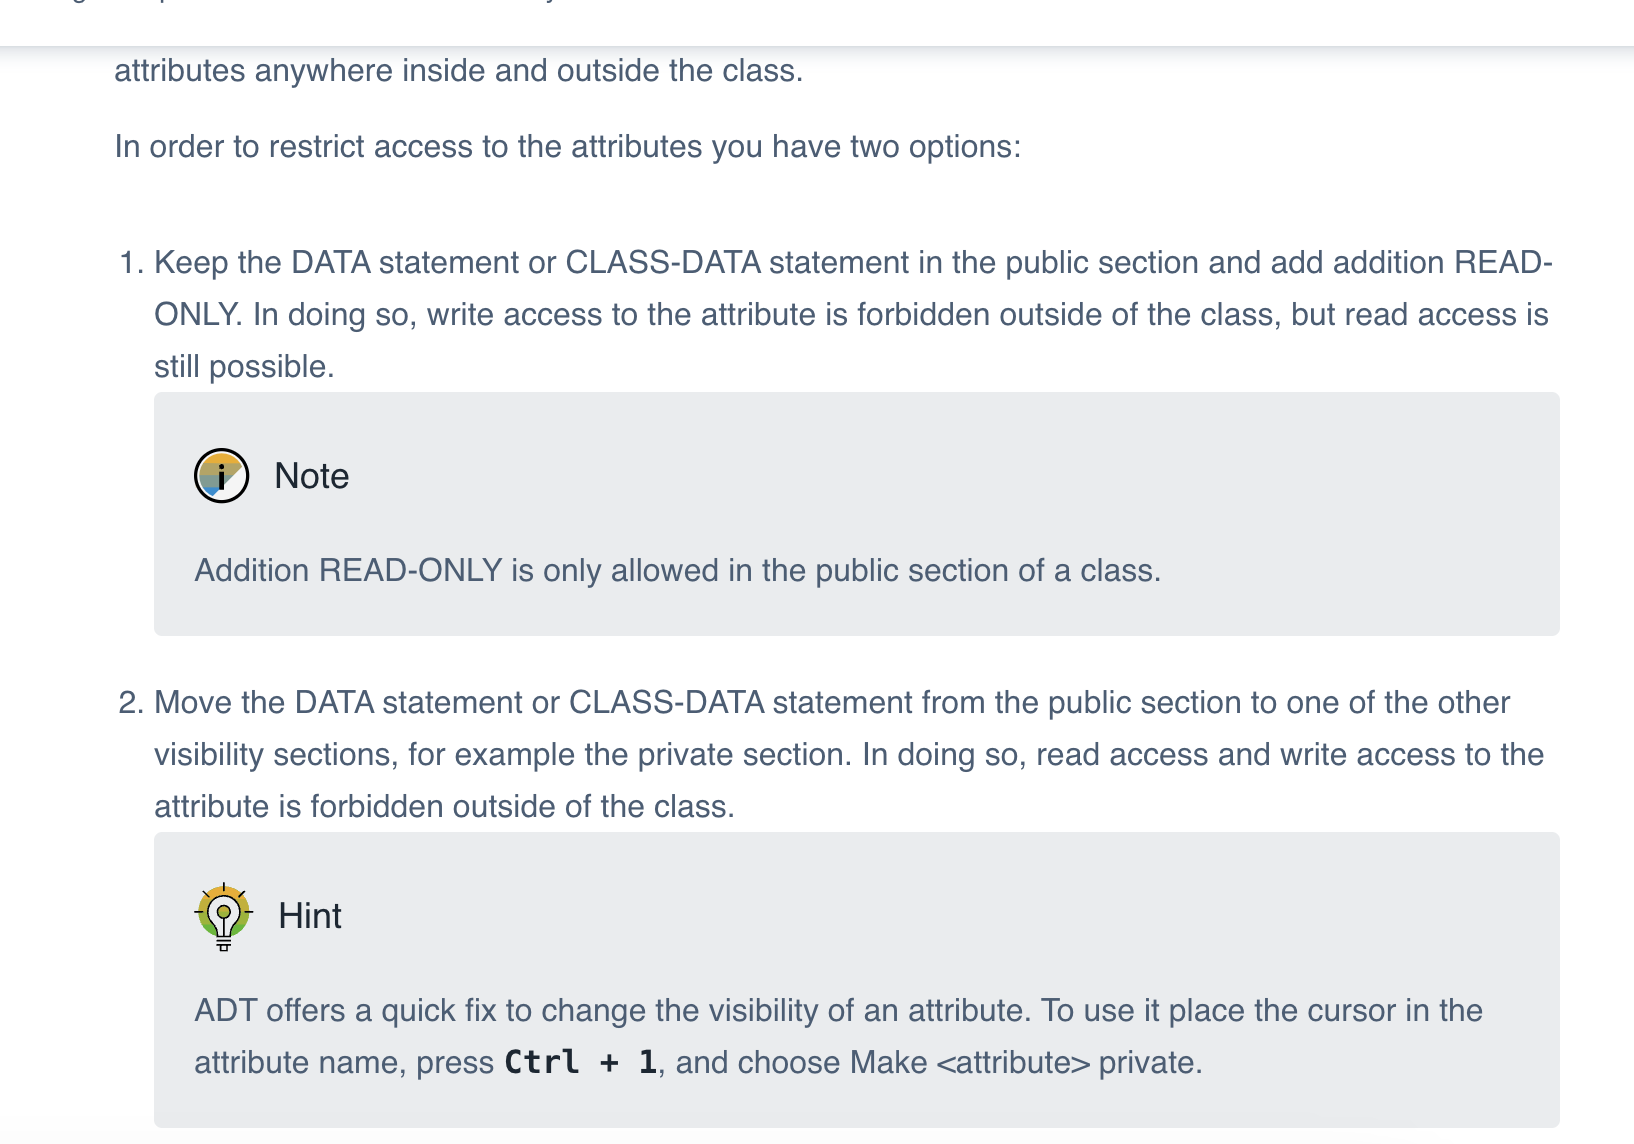 attributes anywhere inside and outside the class.
In order to restrict access to the attributes you have two options:
1. Keep the DATA statement or CLASS-DATA statement in the public section and add addition READ-
ONLY. In doing so, write access to the attribute is forbidden outside of the class, but read access is
still possible.
Note
Addition READ-ONLY is only allowed in the public section of a class.
2. Move the DATA statement or CLASS-DATA statement from the public section to one of the other
visibility sections, for example the private section. In doing so, read access and write access to the
attribute is forbidden outside of the class.
Hint
ADT offers a quick fix to change the visibility of an attribute. To use it place the cursor in the
attribute name, press Ctrl + 1, and choose Make <attribute> private.